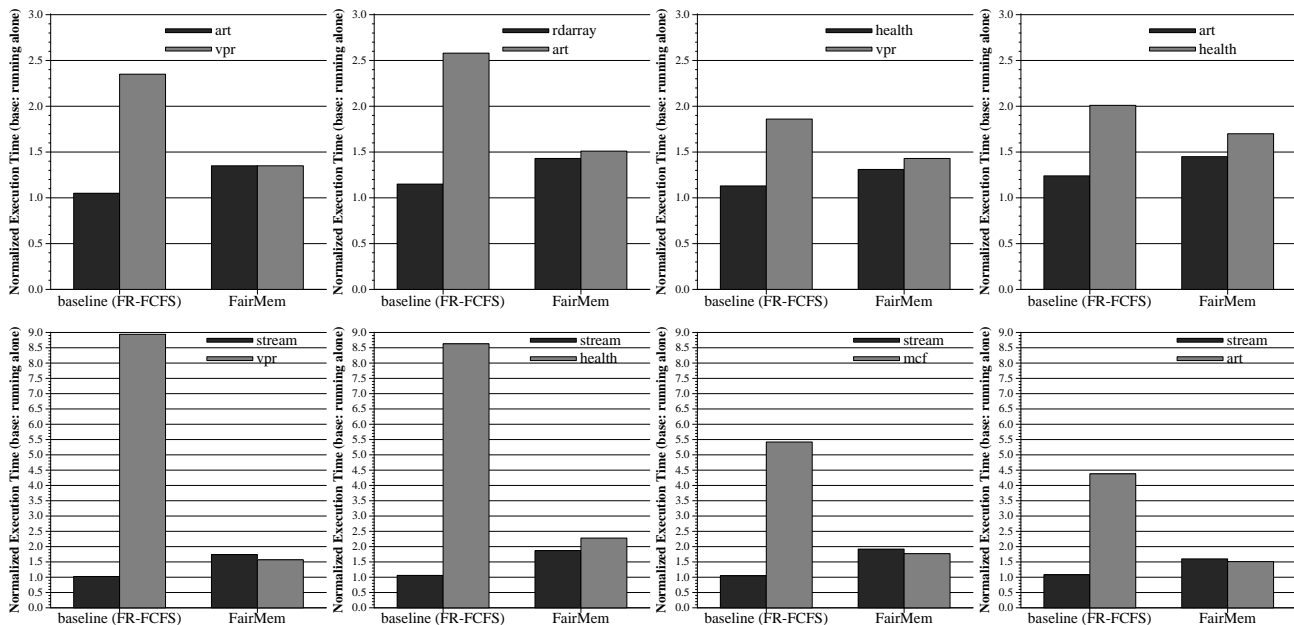 Normalized Execution Time (base: running alone)
3.0
2.5
2.0
1.5
1.0
0.5
0.0
art
vpr
baseline (FR-FCFS)
FairMem
Normalized Execution Time (base: running alone)
3.0
2.5
2.0
1.5
1.0
0.5
0.0
rdarray
art
baseline (FR-FCFS)
FairMem
Normalized Execution Time (base: running alone)
3.0
2.5
2.0
1.5
1.0
0.5
0.0
health
vpr
baseline (FR-FCFS)
FairMem
Normalized Execution Time (base: running alone)
3.0
2.5
2.0
1.5
1.0
0.5
0.0
art
health
baseline (FR-FCFS)
FairMem
Normalized Execution Time (base: running alone)
9.0
8.5
8.0
7.5
7.0
6.5
6.0
5.5
5.0
4.5
4.0
3.5
3.0
2.5
2.0
1.5
1.0
0.5
0.0
stream
vpr
baseline (FR-FCFS)
FairMem
Normalized Execution Time (base: running alone)
9.0
8.5
8.0
7.5
7.0
6.5
6.0
5.5
5.0
4.5
4.0
3.5
3.0
2.5
2.0
1.5
1.0
0.5
0.0
stream
health
baseline (FR-FCFS)
FairMem
Normalized Execution Time (base: running alone)
9.0
8.5
8.0
7.5
7.0
6.5
6.0
5.5
5.0
4.5
4.0
3.5
3.0
2.5
2.0
1.5
1.0
0.5
0.0
stream
mcf
baseline (FR-FCFS)
FairMem
Normalized Execution Time (base: running alone)
9.0
8.5
8.0
7.5
7.0
6.5
6.0
5.5
5.0
4.5
4.0
3.5
3.0
2.5
2.0
1.5
1.0
0.5
0.0
stream
art
baseline (FR-FCFS)
FairMem